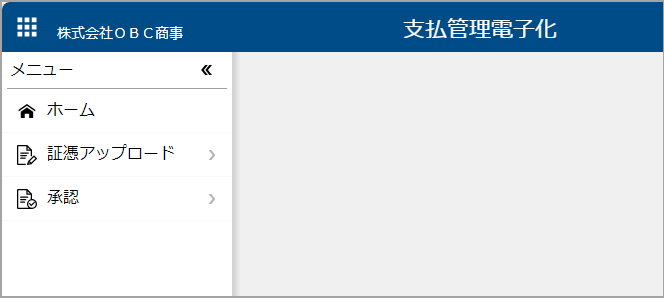 株式会社ＯＢＣ商事
支払管理電子化
メニュー
ホーム
証憑アップロード
承認